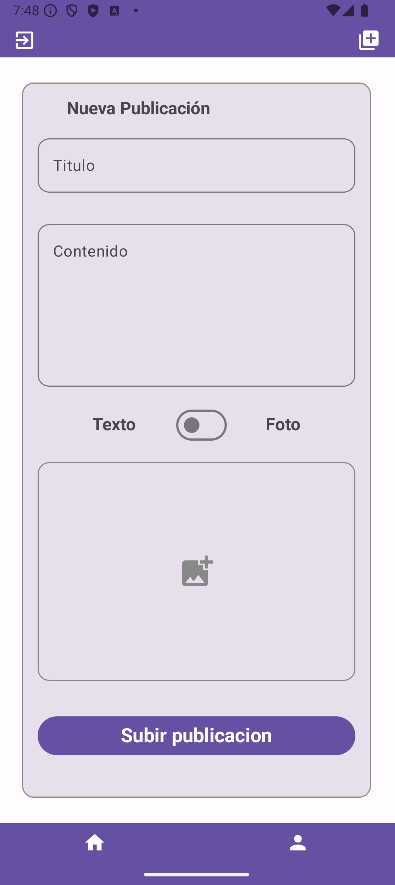 7:48
Nueva Publicación
Titulo
Contenido
Texto Foto
Subir publicacion